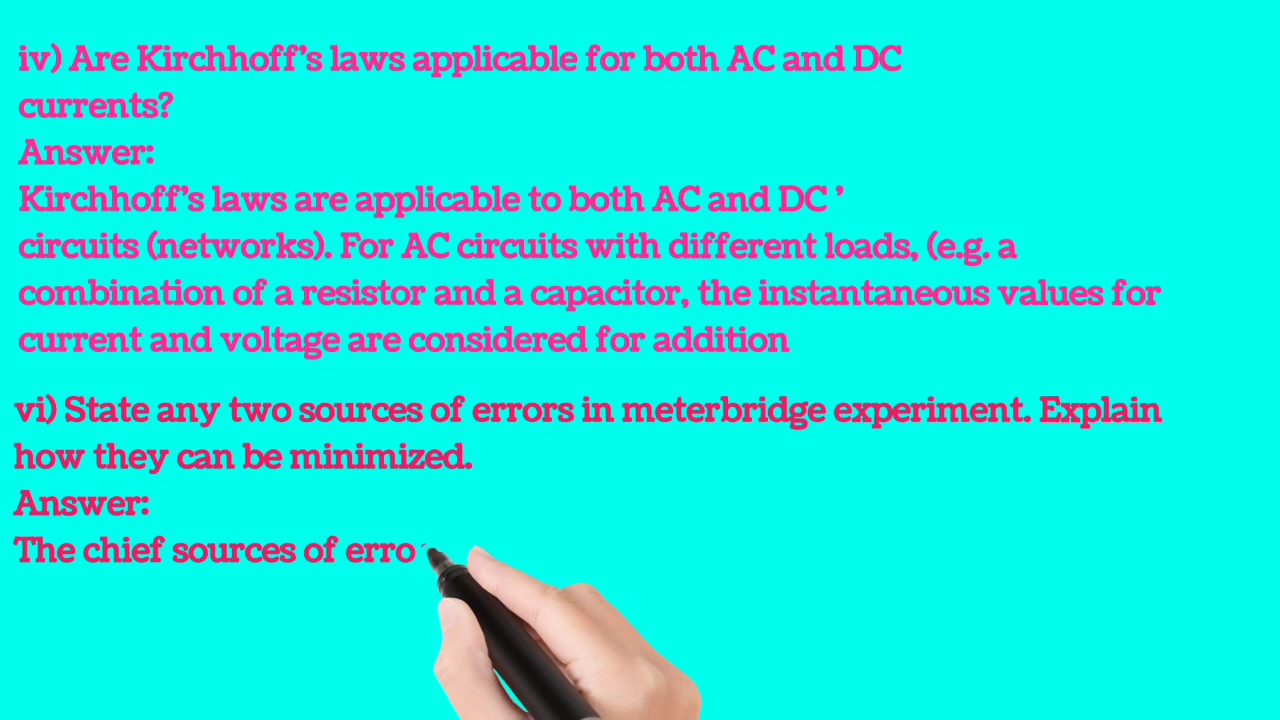 iv) Are Kirchhoff’s laws applicable for both AC and DC
currents?
Answer:
Kirchhoff’s laws are applicable to both AC and DC ’
circuits (networks). For AC circuits with different loads, (e.g. a
combination of a resistor and a capacitor, the instantaneous values for
current and voltage are considered for addition
vi) State any two sources of errors in meterbridge experiment. Explain
how they can be minimized.
Answer:
The chief sources of erro